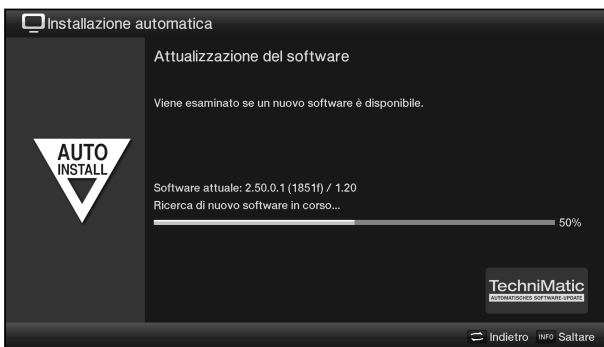 Installazione automatica
Attualizzazione del software
Viene esaminato se un nuovo software è disponibile.
AUTO
INSTALL
Software attuale: 2.50.0.1 (1851f) / 1.20
Ricerca di nuovo software in corso...
50%
TechniMatic
AUTOMATISCHES SOFTWARE-UPDATE
Indietro INFO Saltare